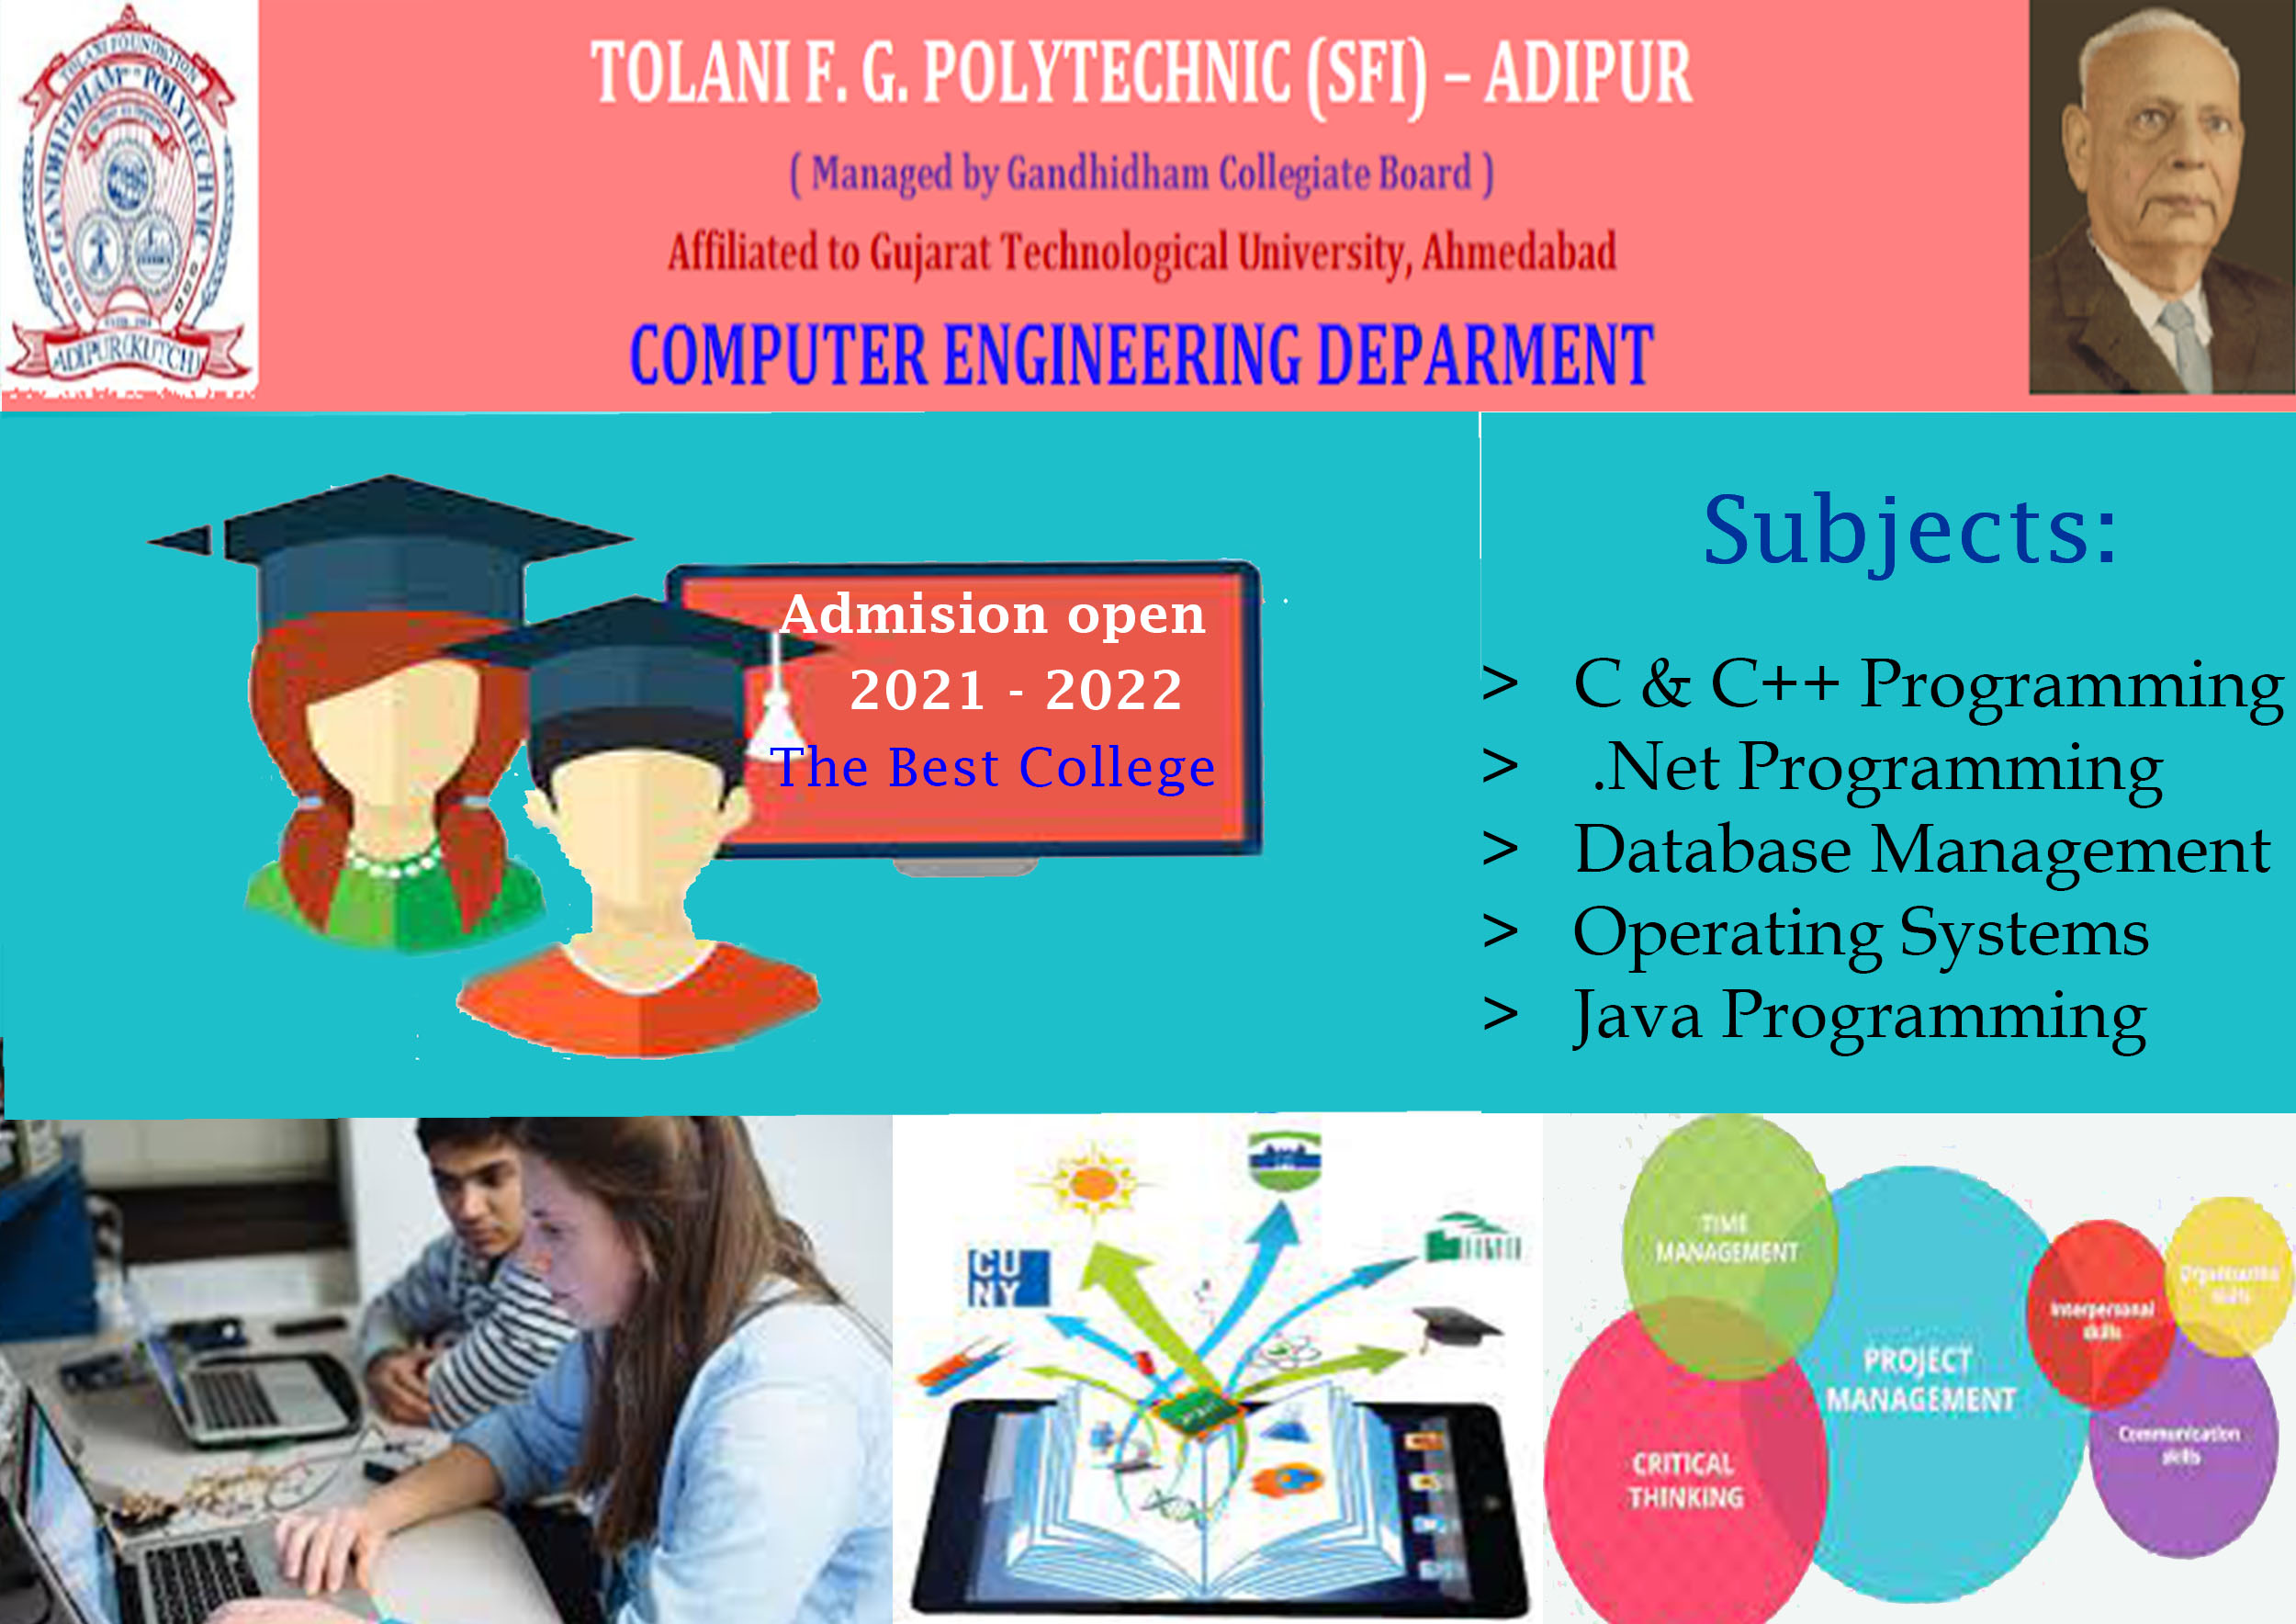 TOLANI FOUNDATION
GANDHIDHAM POLYTECHNIC
ADIPUR (KUTCH)
TOLANI F. G. POLYTECHNIC (SFI) – ADIPUR
( Managed by Gandhidham Collegiate Board )
Affiliated to Gujarat Technological University, Ahmedabad
COMPUTER ENGINEERING DEPARMENT
Admision open
2021 - 2022
The Best College
Subjects:
> C & C++ Programming
> .Net Programming
> Database Management
> Operating Systems
> Java Programming
CU
NY
TIME
MANAGEMENT
PROJECT
MANAGEMENT
CRITICAL
THINKING
Interpersonal
skills
skills
Communication
skills